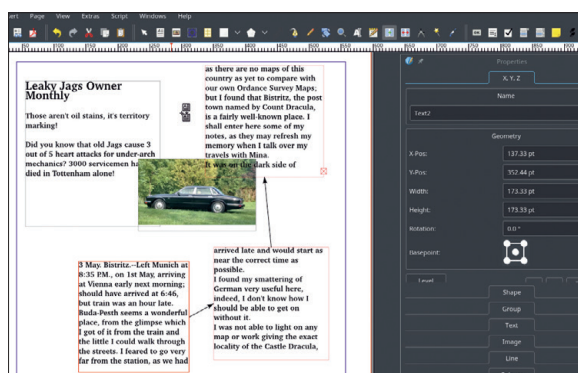 ert Page View Extras Script Windows Help
Properties
X, Y, Z
Name
Text2
Geometry
X-Pos: 137.33 pt
Y-Pos: 352.44 pt
Width: 173.33 pt
Height: 173.33 pt
Rotation: 0.0 °
Basepoint:
Level
Shape
Group
Text
Image
Line
Leaky Jags Owner
Monthly
Those aren't oil stains, it's territory
marking!
Did you know that old Jags cause 3
out of 5 heart attacks for under-arch
mechanics? 3000 servicemen ha
died in Tottenham alone!
as there are no maps of this
country as yet to compare with
our own Ordance Survey Maps;
but I found that Bistritz, the post
town named by Count Dracula,
is a fairly well-known place. I
shall enter here some of my
notes, as they may refresh my
memory when I talk over my
travels with Mina.
It was on the dark side of
3 May. Bistritz.--Left Munich at
8:35 P.M., on 1st May, arriving
at Vienna early next morning;
should have arrived at 6:46,
but train was an hour late.
Buda-Pesth seems a wonderful
place, from the glimpse which
I got of it from the train and
the little I could walk through
the streets. I feared to go very
far from the station, as we had
arrived late and would start as
near the correct time as
possible.
I found my smattering of
German very useful here,
indeed, I don't know how I
should be able to get on
without it.
I was not able to light on any
map or work giving the exact
locality of the Castle Dracula,